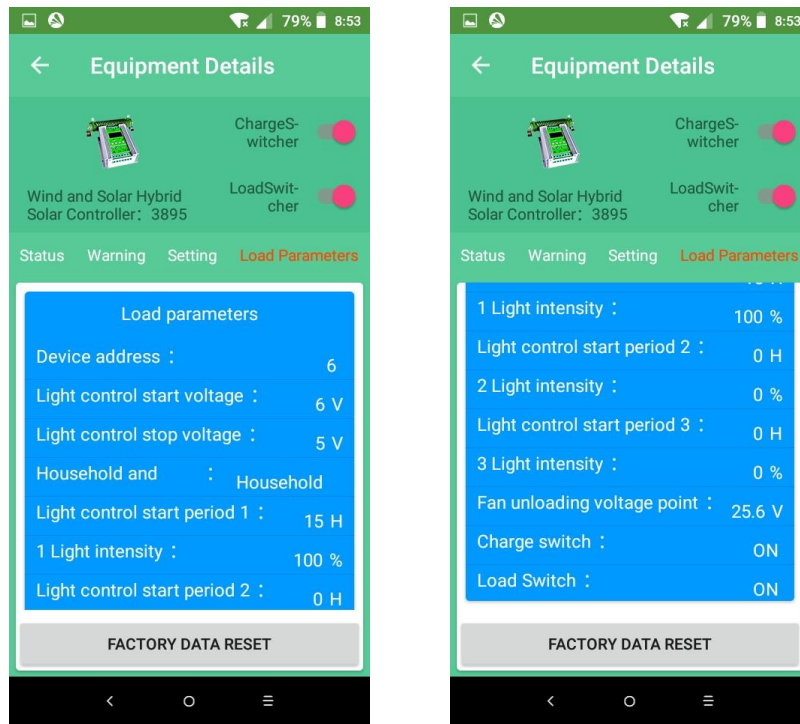 79% 8:53
Equipment Details
ChargeS-
witcher
LoadSwit-
cher
Wind and Solar Hybrid
Solar Controller: 3895
Status Warning Setting Load Parameters
Load parameters
Device address : 6
Light control start voltage : 6 V
Light control stop voltage : 5 V
Household and : Household
Light control start period 1 : 15 H
1 Light intensity : 100 %
Light control start period 2 : 0 H
FACTORY DATA RESET
79% 8:53
Equipment Details
ChargeS-
witcher
LoadSwit-
cher
Wind and Solar Hybrid
Solar Controller: 3895
Status Warning Setting Load Parameters
1 Light intensity : 100 %
Light control start period 2 : 0 H
2 Light intensity : 0 %
Light control start period 3 : 0 H
3 Light intensity : 0 %
Fan unloading voltage point : 25.6 V
Charge switch : ON
Load Switch : ON
FACTORY DATA RESET